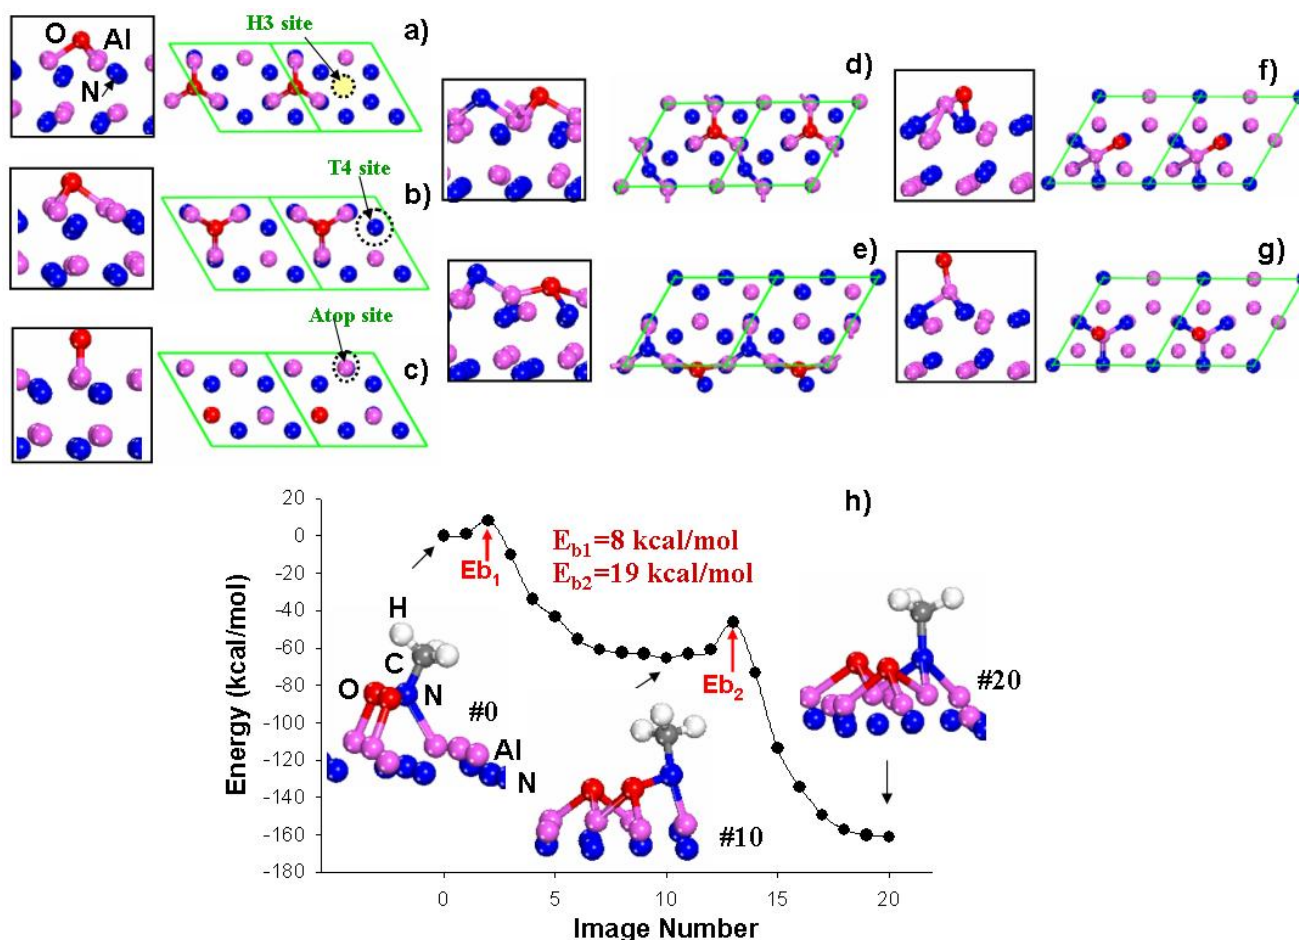 H3 site
a)
O Al
N
T4 site
b)
Atop site
c)
d)
e)
f)
g)
h)
20
0
-20
-40
-60
-80
-100
-120
-140
-160
-180
Energy (kcal/mol)
Eb1
Eb1=8 kcal/mol
Eb2=19 kcal/mol
Eb2
H
C
O N
#0
Al
N
#10
#20
0 5 10 15 20
Image Number